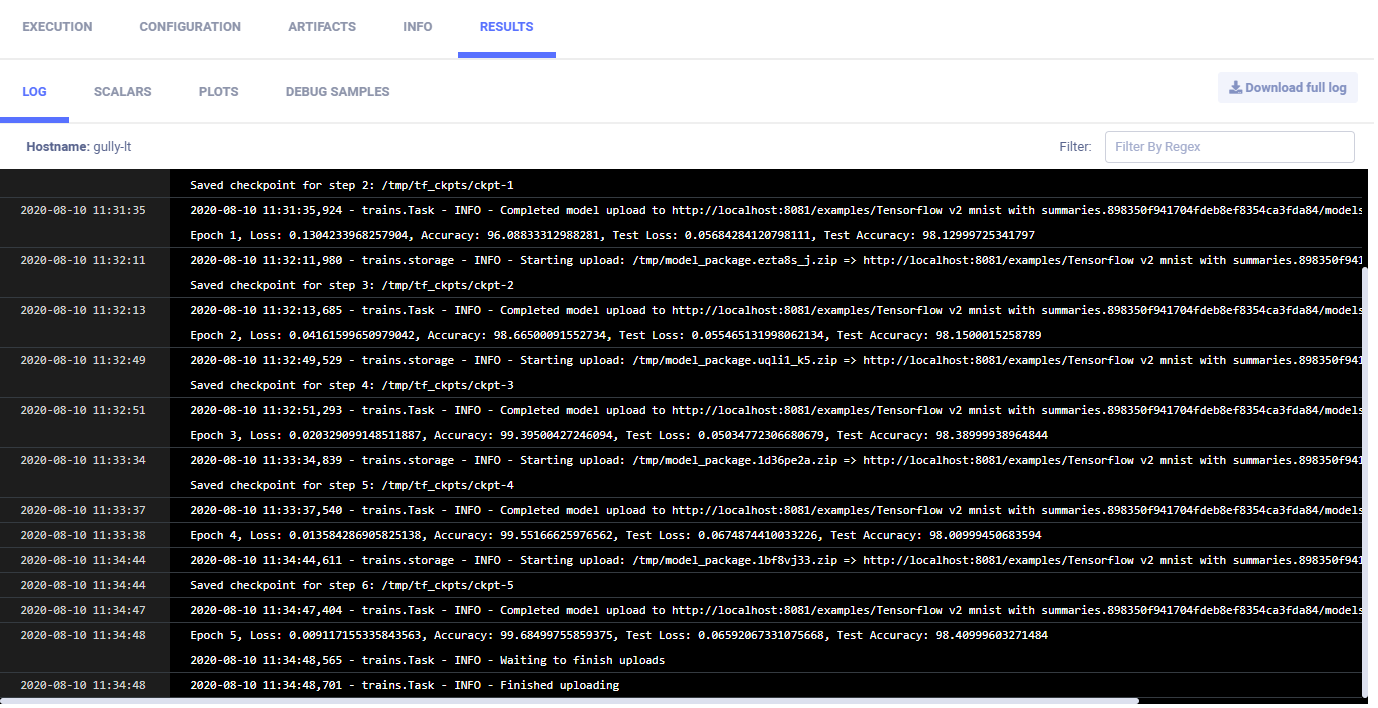 EXECUTION CONFIGURATION ARTIFACTS INFO RESULTS
LOG SCALARS PLOTS DEBUG SAMPLES Download full log
Hostname: gully-lt Filter: Filter By Regex
Saved checkpoint for step 2: /tmp/tf_ckpts/ckpt-1
2020-08-10 11:31:35 2020-08-10 11:31:35,924 - trains.Task - INFO - Completed model upload to http://localhost:8081/examples/Tensorflow v2 mnist with summaries.898350f941704fdeb8ef8354ca3fda84/models
Epoch 1, Loss: 0.1304233968257904, Accuracy: 96.08833312988281, Test Loss: 0.05684284120798111, Test Accuracy: 98.12999725341797
2020-08-10 11:32:11 2020-08-10 11:32:11,980 - trains.storage - INFO - Starting upload: /tmp/model_package.ezta8s_j.zip => http://localhost:8081/examples/Tensorflow v2 mnist with summaries.898350f941
Saved checkpoint for step 3: /tmp/tf_ckpts/ckpt-2
2020-08-10 11:32:13 2020-08-10 11:32:13,685 - trains.Task - INFO - Completed model upload to http://localhost:8081/examples/Tensorflow v2 mnist with summaries.898350f941704fdeb8ef8354ca3fda84/models
Epoch 2, Loss: 0.04161599650979042, Accuracy: 98.66500091552734, Test Loss: 0.055465131998062134, Test Accuracy: 98.1500015258789
2020-08-10 11:32:49 2020-08-10 11:32:49,529 - trains.storage - INFO - Starting upload: /tmp/model_package.uqli1_k5.zip => http://localhost:8081/examples/Tensorflow v2 mnist with summaries.898350f941
Saved checkpoint for step 4: /tmp/tf_ckpts/ckpt-3
2020-08-10 11:32:51 2020-08-10 11:32:51,293 - trains.Task - INFO - Completed model upload to http://localhost:8081/examples/Tensorflow v2 mnist with summaries.898350f941704fdeb8ef8354ca3fda84/models
Epoch 3, Loss: 0.020329099148511887, Accuracy: 99.39500427246094, Test Loss: 0.05034772306680679, Test Accuracy: 98.38999938964844
2020-08-10 11:33:34 2020-08-10 11:33:34,839 - trains.storage - INFO - Starting upload: /tmp/model_package.1d36pe2a.zip => http://localhost:8081/examples/Tensorflow v2 mnist with summaries.898350f941
Saved checkpoint for step 5: /tmp/tf_ckpts/ckpt-4
2020-08-10 11:33:37 2020-08-10 11:33:37,540 - trains.Task - INFO - Completed model upload to http://localhost:8081/examples/Tensorflow v2 mnist with summaries.898350f941704fdeb8ef8354ca3fda84/models
2020-08-10 11:33:38 Epoch 4, Loss: 0.013584286905825138, Accuracy: 99.55166625976562, Test Loss: 0.0674874410033226, Test Accuracy: 98.00999450683594
2020-08-10 11:34:44 2020-08-10 11:34:44,611 - trains.storage - INFO - Starting upload: /tmp/model_package.1bf8vj33.zip => http://localhost:8081/examples/Tensorflow v2 mnist with summaries.898350f941
2020-08-10 11:34:44 Saved checkpoint for step 6: /tmp/tf_ckpts/ckpt-5
2020-08-10 11:34:47 2020-08-10 11:34:47,404 - trains.Task - INFO - Completed model upload to http://localhost:8081/examples/Tensorflow v2 mnist with summaries.898350f941704fdeb8ef8354ca3fda84/models
2020-08-10 11:34:48 Epoch 5, Loss: 0.009117155335843563, Accuracy: 99.68499755859375, Test Loss: 0.06592067331075668, Test Accuracy: 98.40999603271484
2020-08-10 11:34:48,565 - trains.Task - INFO - Waiting to finish uploads
2020-08-10 11:34:48 2020-08-10 11:34:48,701 - trains.Task - INFO - Finished uploading